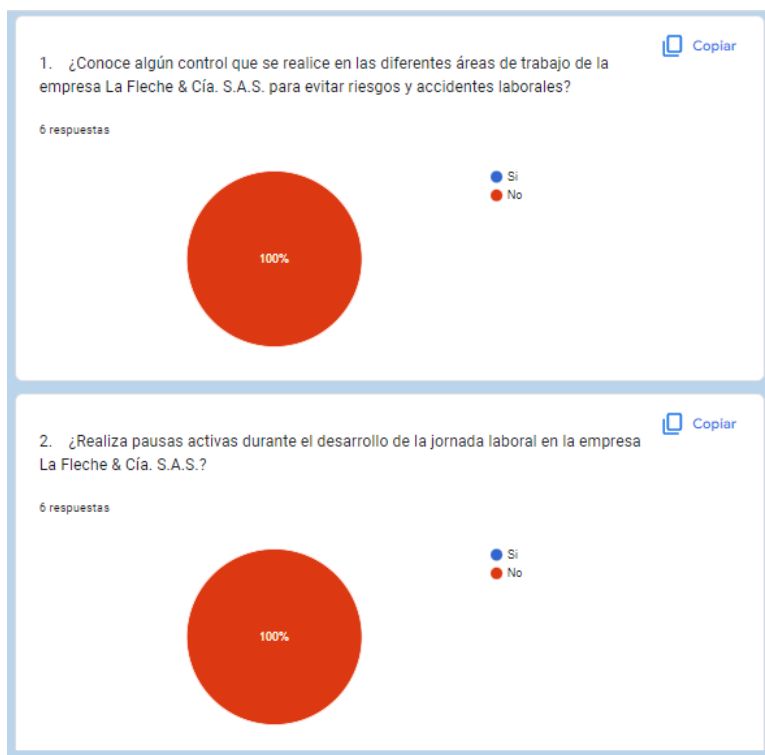 Copiar
1. ¿Conoce algún control que se realice en las diferentes áreas de trabajo de la
empresa La Fleche & Cía. S.A.S. para evitar riesgos y accidentes laborales?
6 respuestas
Si
No
100%
Copiar
2. ¿Realiza pausas activas durante el desarrollo de la jornada laboral en la empresa
La Fleche & Cía. S.A.S.?
6 respuestas
Si
No
100%